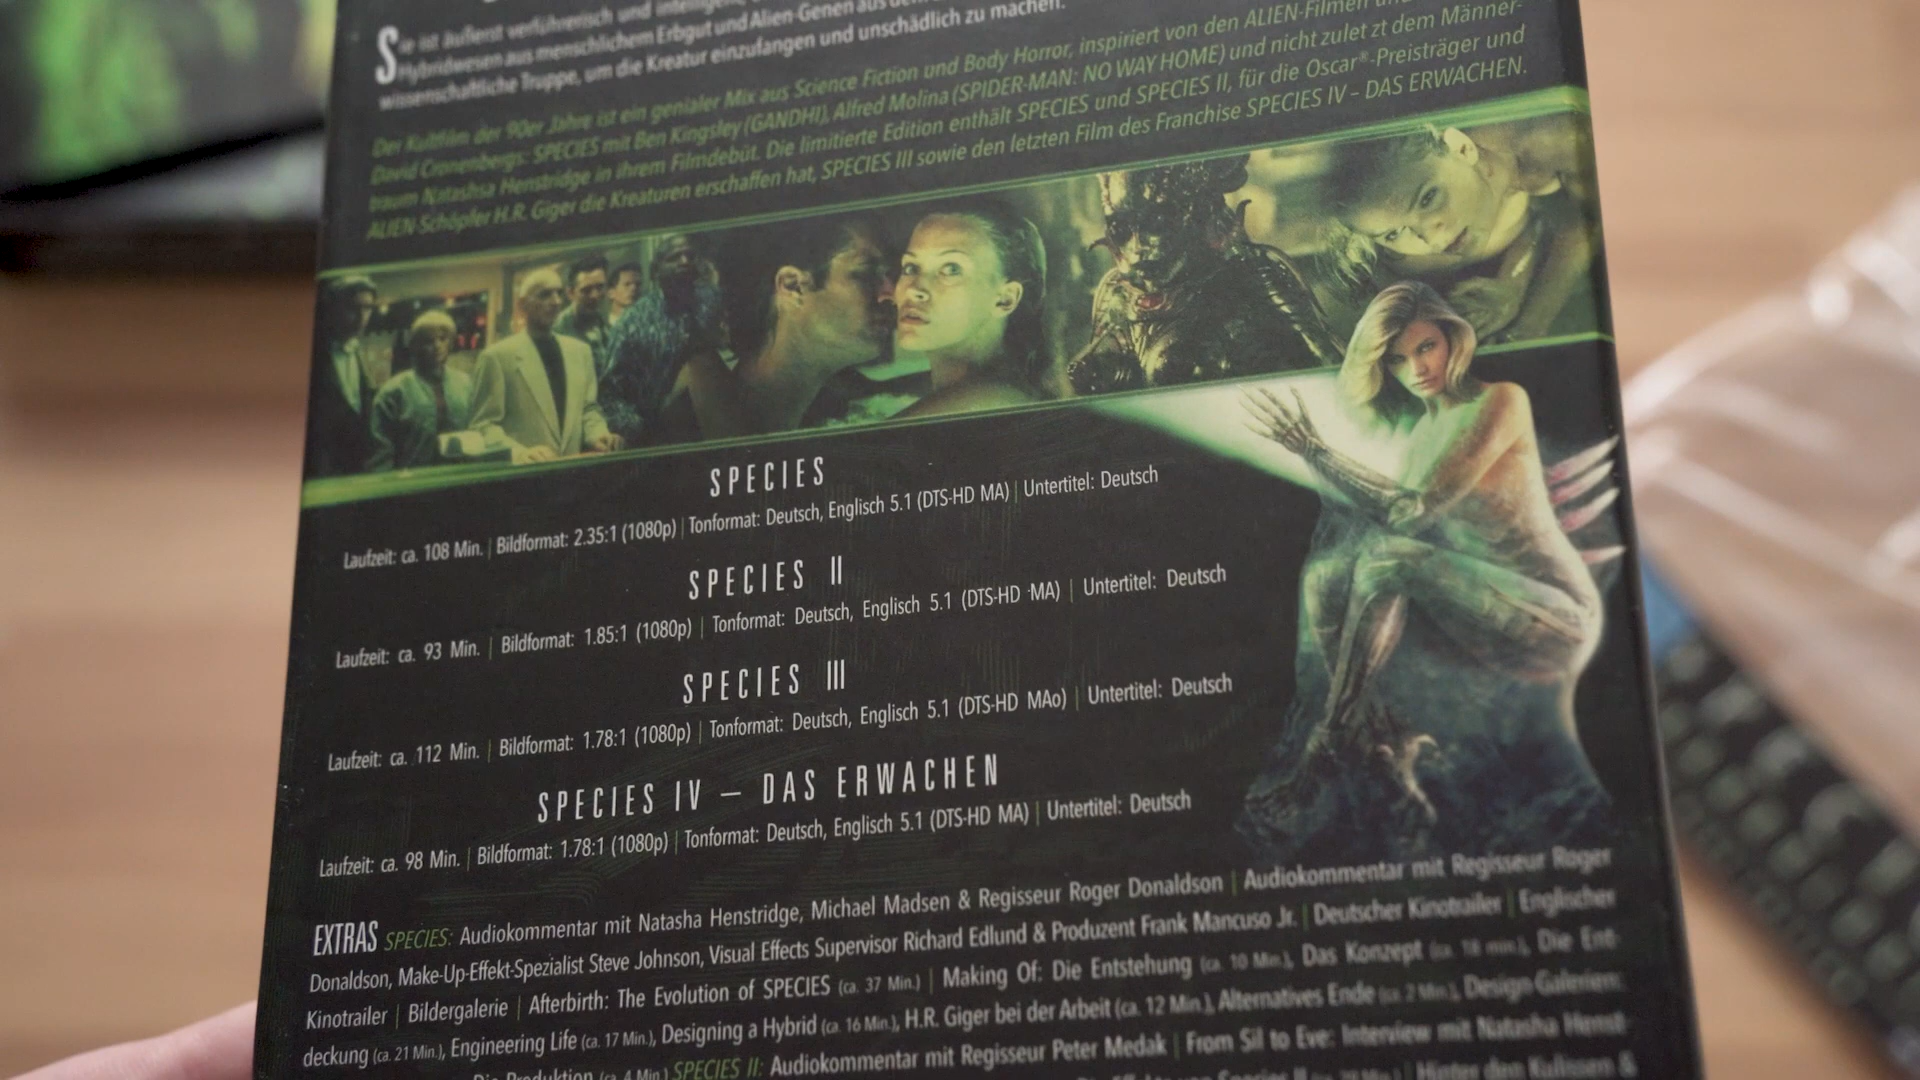 Sie ist äußerst verführerisch und intelligent,
Hybridwesen aus menschlichem Erbgut und Alien-Genen aus
wissenschaftliche Truppe, um die Kreatur einzufangen und unschädlich zu machen.
Der Kultfilm der 90er Jahre ist ein genialer Mix aus Science Fiction und Body Horror, inspiriert von den ALIEN-Filmen
David Cronenbergs: SPECIES mit Ben Kingsley (GANDHI), Alfred Molina (SPIDER-MAN: NO WAY HOME) und nicht zulet zt dem Männer-
traum Natashsa Henstridge in ihrem Filmdebüt. Die limitierte Edition enthält SPECIES und SPECIES II, für die Oscar®-Preisträger und
ALIEN-Schöpfer H.R. Giger die Kreaturen erschaffen hat, SPECIES III sowie den letzten Film des Franchise SPECIES IV – DAS ERWACHEN.
SPECIES
Laufzeit: ca. 108 Min. | Bildformat: 2.35:1 (1080p) | Tonformat: Deutsch, Englisch 5.1 (DTS-HD MA) | Untertitel: Deutsch
SPECIES II
Laufzeit: ca. 93 Min. | Bildformat: 1.85:1 (1080p) | Tonformat: Deutsch, Englisch 5.1 (DTS-HD MA) | Untertitel: Deutsch
SPECIES III
Laufzeit: ca. 112 Min. | Bildformat: 1.78:1 (1080p) | Tonformat: Deutsch, Englisch 5.1 (DTS-HD MAo) | Untertitel: Deutsch
SPECIES IV – DAS ERWACHEN
Laufzeit: ca. 98 Min. | Bildformat: 1.78:1 (1080p) | Tonformat: Deutsch, Englisch 5.1 (DTS-HD MA) | Untertitel: Deutsch
EXTRAS SPECIES: Audiokommentar mit Natasha Henstridge, Michael Madsen & Regisseur Roger Donaldson | Audiokommentar mit Regisseur Roger
Donaldson, Make-Up-Effekt-Spezialist Steve Johnson, Visual Effects Supervisor Richard Edlund & Produzent Frank Mancuso Jr. | Deutscher Kinotrailer | Englischer
Kinotrailer | Bildergalerie | Afterbirth: The Evolution of SPECIES (ca. 37 Min.) | Making Of: Die Entstehung (ca. 10 Min.), Das Konzept (ca. 18 min.), Die Ent-
deckung (ca. 21 Min.), Engineering Life (ca. 17 Min.), Designing a Hybrid (ca. 16 Min.), H.R. Giger bei der Arbeit (ca. 12 Min.), Alternatives Ende (ca. 2 Min.), Design-Galerien:
Die Produktion (ca. 4 Min.) SPECIES II: Audiokommentar mit Regisseur Peter Medak | From Sil to Eve: Interview mit Natasha Henst-
Hinter den Kulissen &